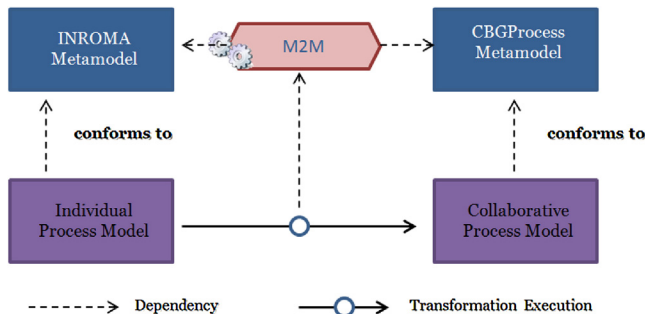 INROMA
Metamodel
M2M
CBGProcess
Metamodel
conforms to
conforms to
Individual
Process Model
Collaborative
Process Model
Dependency
Transformation Execution